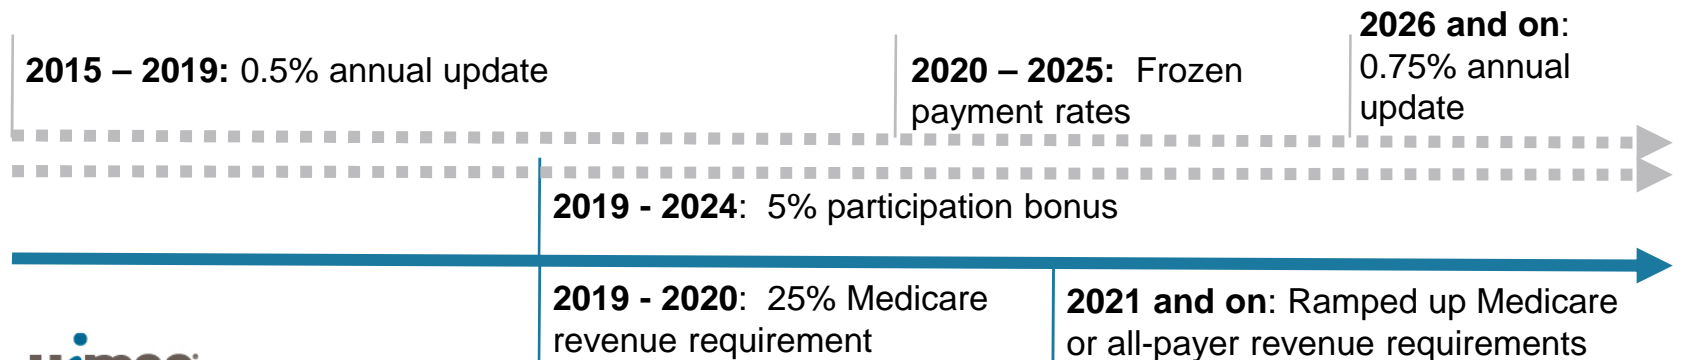 2026 and on:
2015 – 2019: 0.5% annual update
2020 – 2025: Frozen
0.75% annual
payment rates
update
2019 - 2024: 5% participation bonus
2019 - 2020: 25% Medicare
revenue requirement
2021 and on: Ramped up Medicare
or all-payer revenue requirements